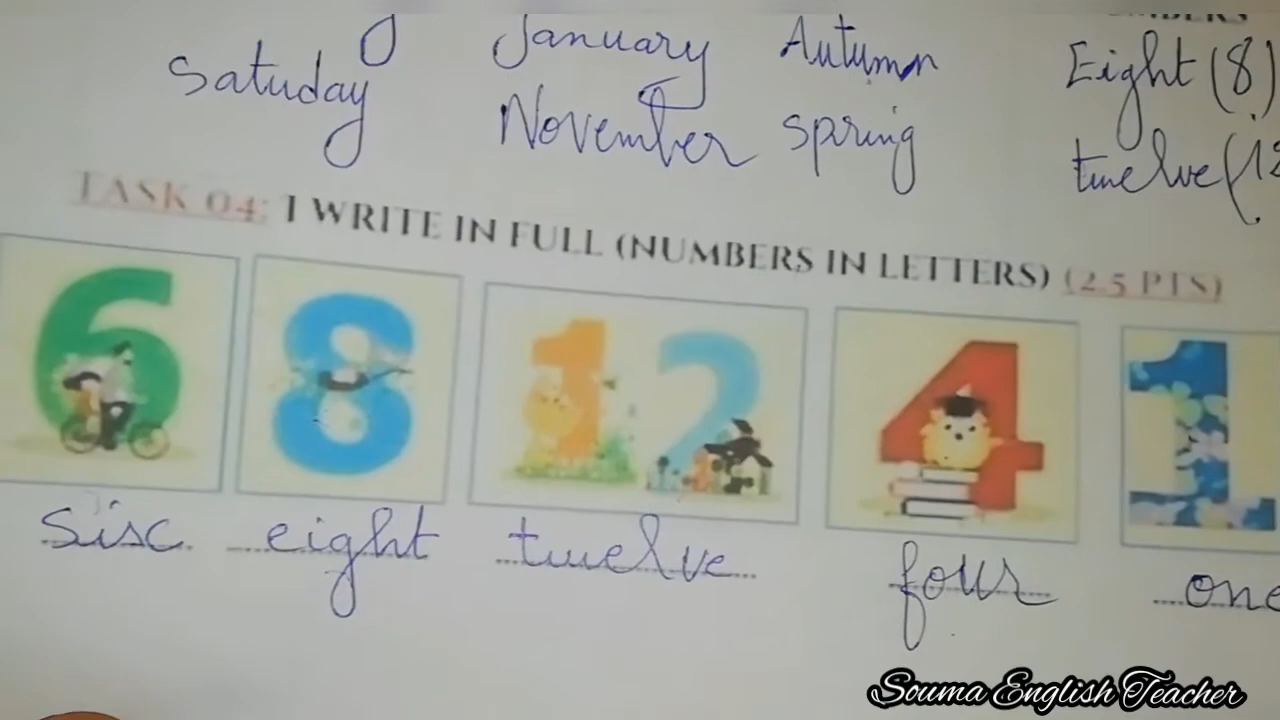 January Autumn Eight (8)
Satuday November spring twelve (12
TASK 04: I WRITE IN FULL (NUMBERS IN LETTERS) (2.5 PTS)
6 8 12 4 1
sisc eight twelve four one
Souma English Teacher